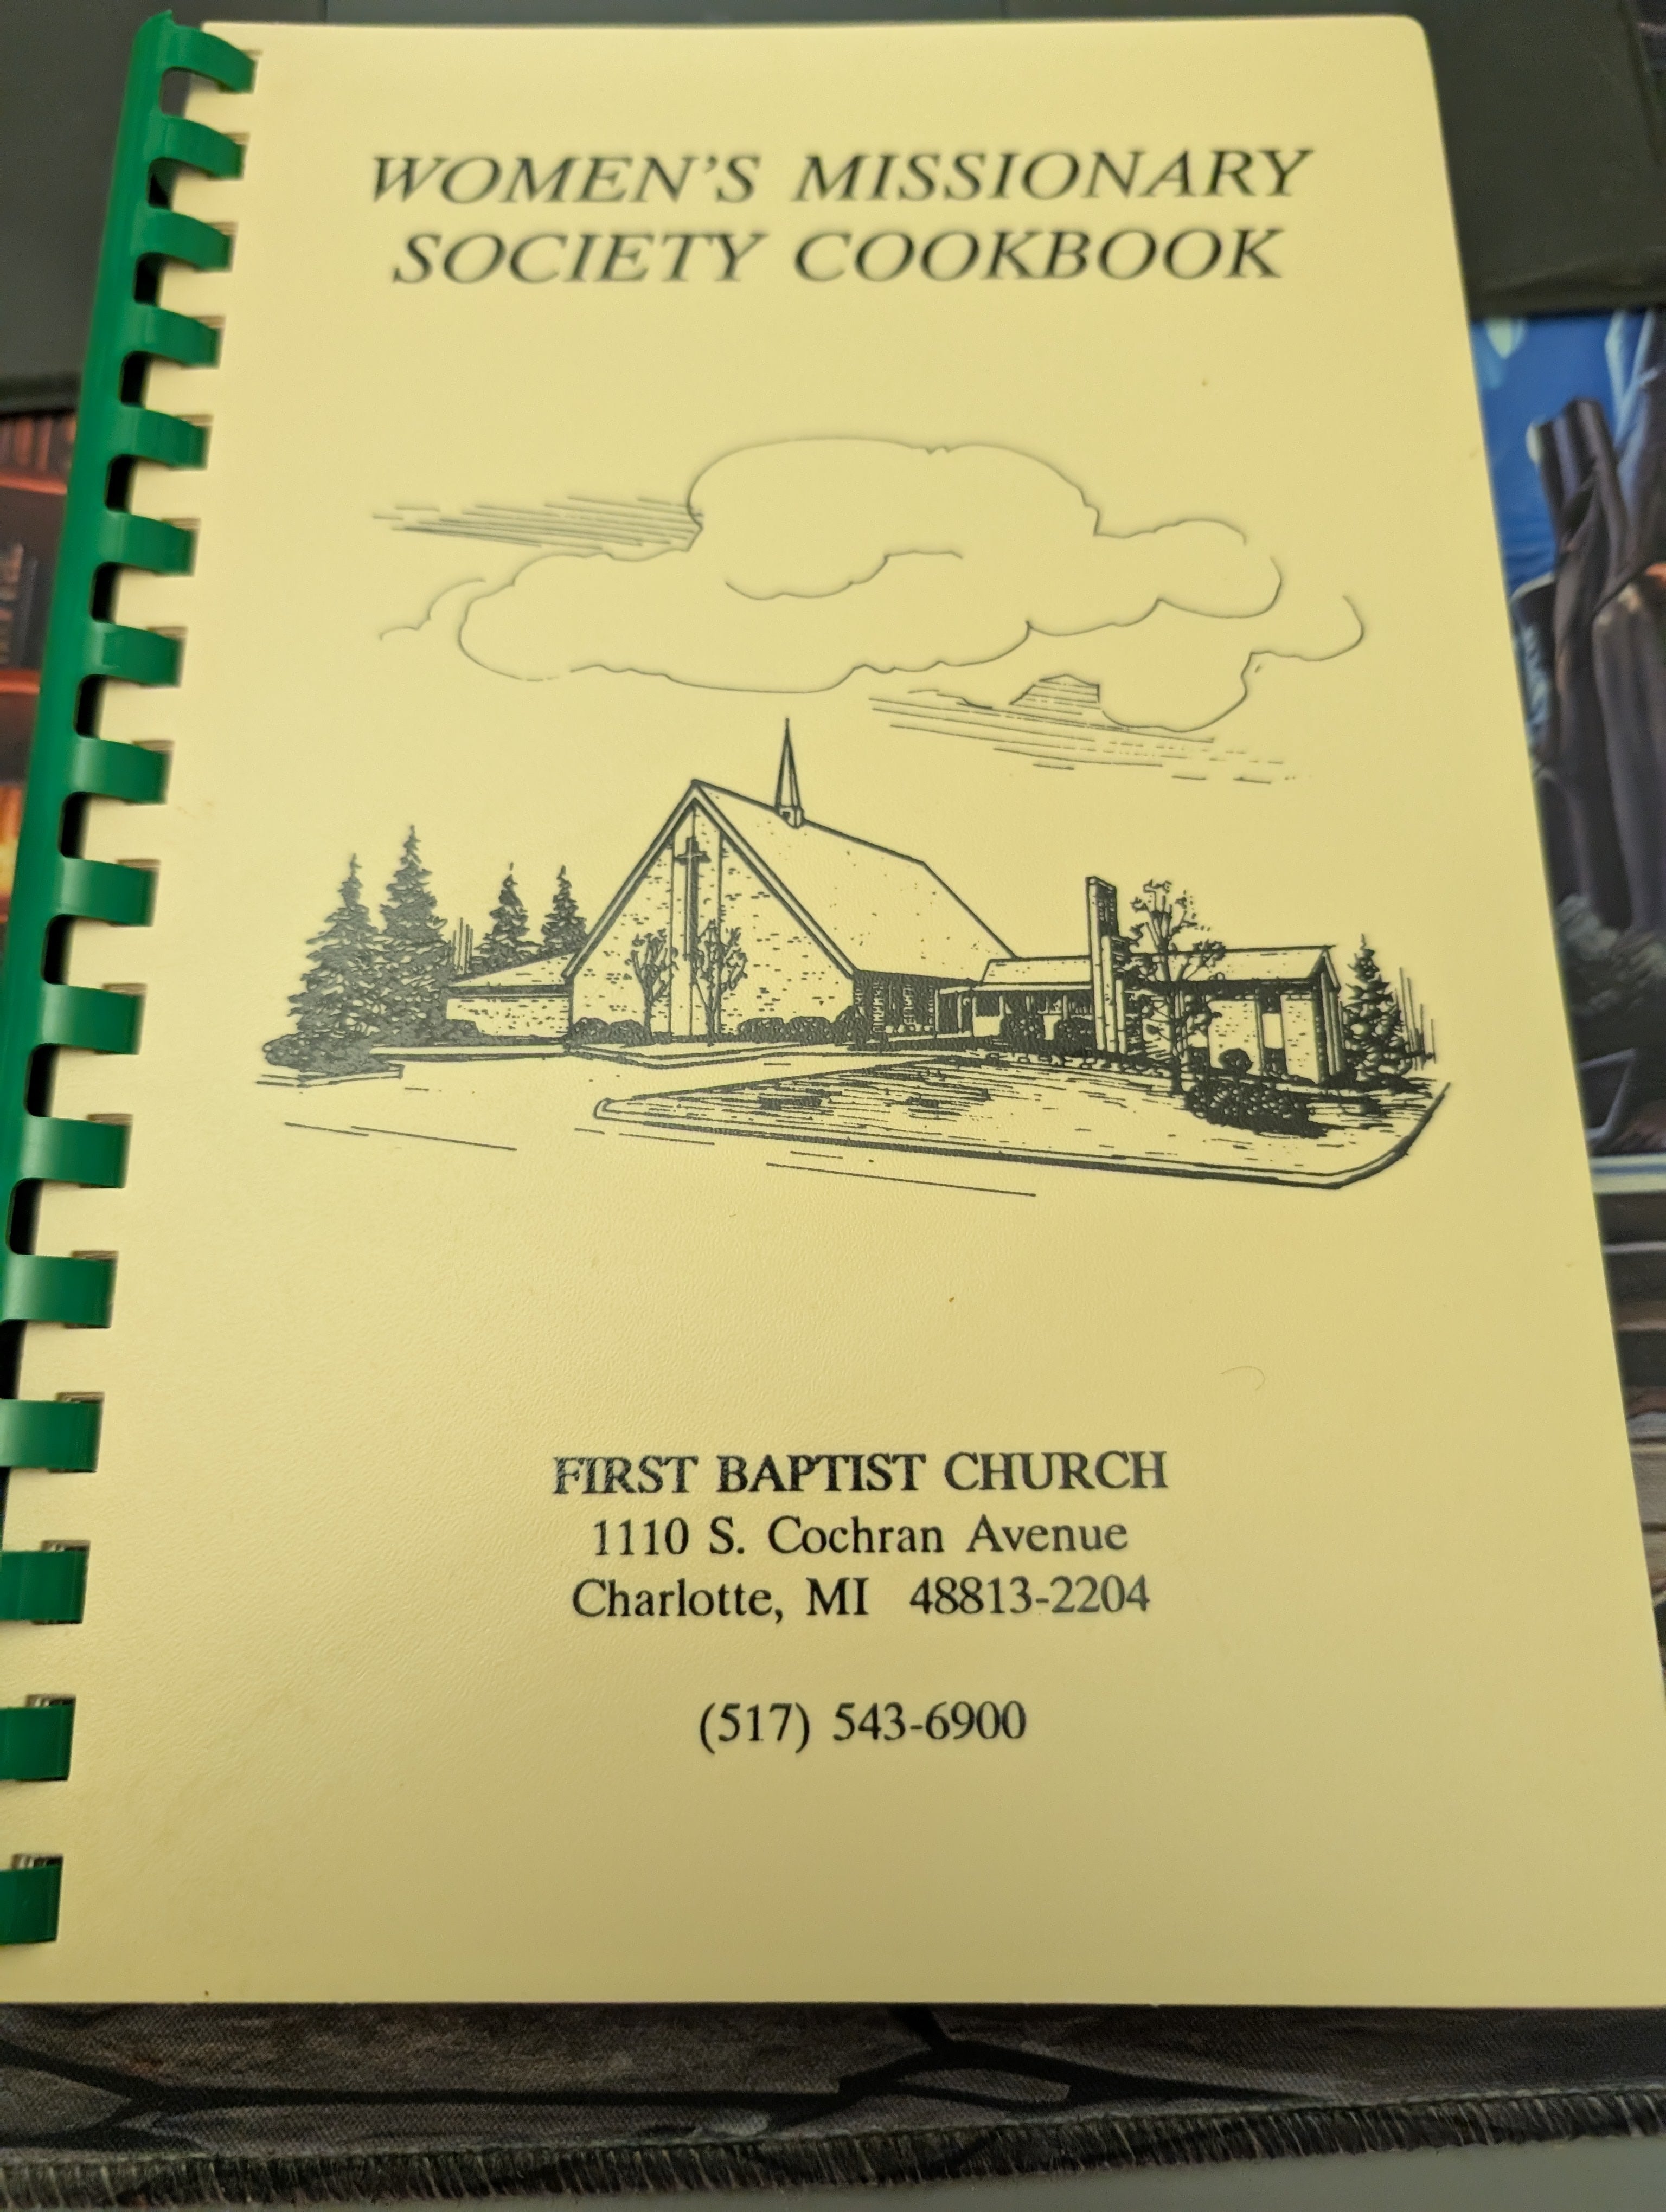 WOMEN'S MISSIONARY
SOCIETY COOKBOOK
FIRST BAPTIST CHURCH
1110 S. Cochran Avenue
Charlotte, MI 48813-2204
(517) 543-6900